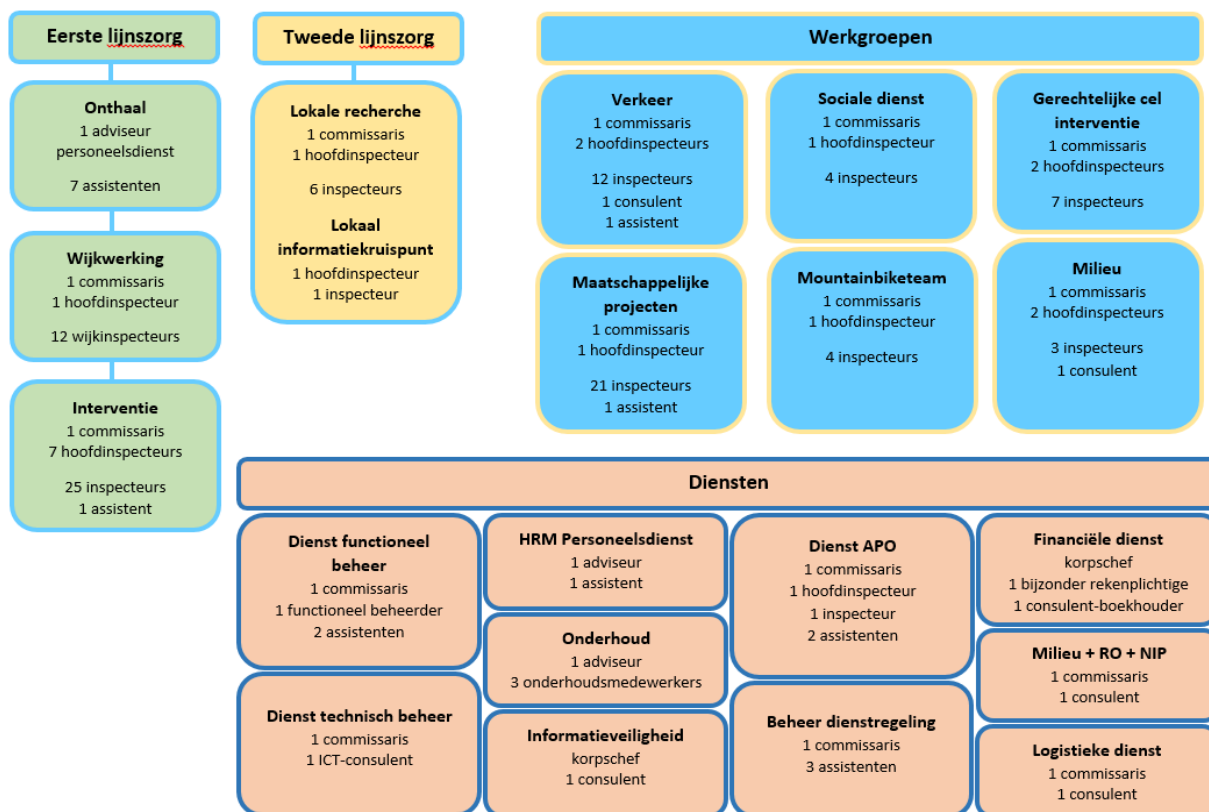 Eerste lijnszorg
Onthaal
1 adviseur
personeelsdienst
7 assistenten
Wijkwerking
1 commissaris
1 hoofdinspecteur
12 wijkinspecteurs
Interventie
1 commissaris
7 hoofdinspecteurs
25 inspecteurs
1 assistent
Tweede lijnszorg
Lokale recherche
1 commissaris
1 hoofdinspecteur
6 inspecteurs
Lokaal
informatiekruispunt
1 hoofdinspecteur
1 inspecteur
Werkgroepen
Verkeer
1 commissaris
2 hoofdinspecteurs
12 inspecteurs
1 consulent
1 assistent
Sociale dienst
1 commissaris
1 hoofdinspecteur
4 inspecteurs
Gerechtelijke cel
interventie
1 commissaris
2 hoofdinspecteurs
7 inspecteurs
Maatschappelijke
projecten
1 commissaris
1 hoofdinspecteur
21 inspecteurs
1 assistent
Mountainbiketeam
1 commissaris
1 hoofdinspecteur
4 inspecteurs
Milieu
1 commissaris
2 hoofdinspecteurs
3 inspecteurs
1 consulent
Diensten
Dienst functioneel
beheer
1 commissaris
1 functioneel beheerder
2 assistenten
Dienst technisch beheer
1 commissaris
1 ICT-consulent
HRM Personeelsdienst
1 adviseur
1 assistent
Onderhoud
1 adviseur
3 onderhoudsmedewerkers
Informatieveiligheid
korpschef
1 consulent
Dienst APO
1 commissaris
1 hoofdinspecteur
1 inspecteur
2 assistenten
Beheer dienstregeling
1 commissaris
3 assistenten
Financiële dienst
korpschef
1 bijzonder rekenplichtige
1 consulent-boekhouder
Milieu + RO + NIP
1 commissaris
1 consulent
Logistieke dienst
1 commissaris
1 consulent